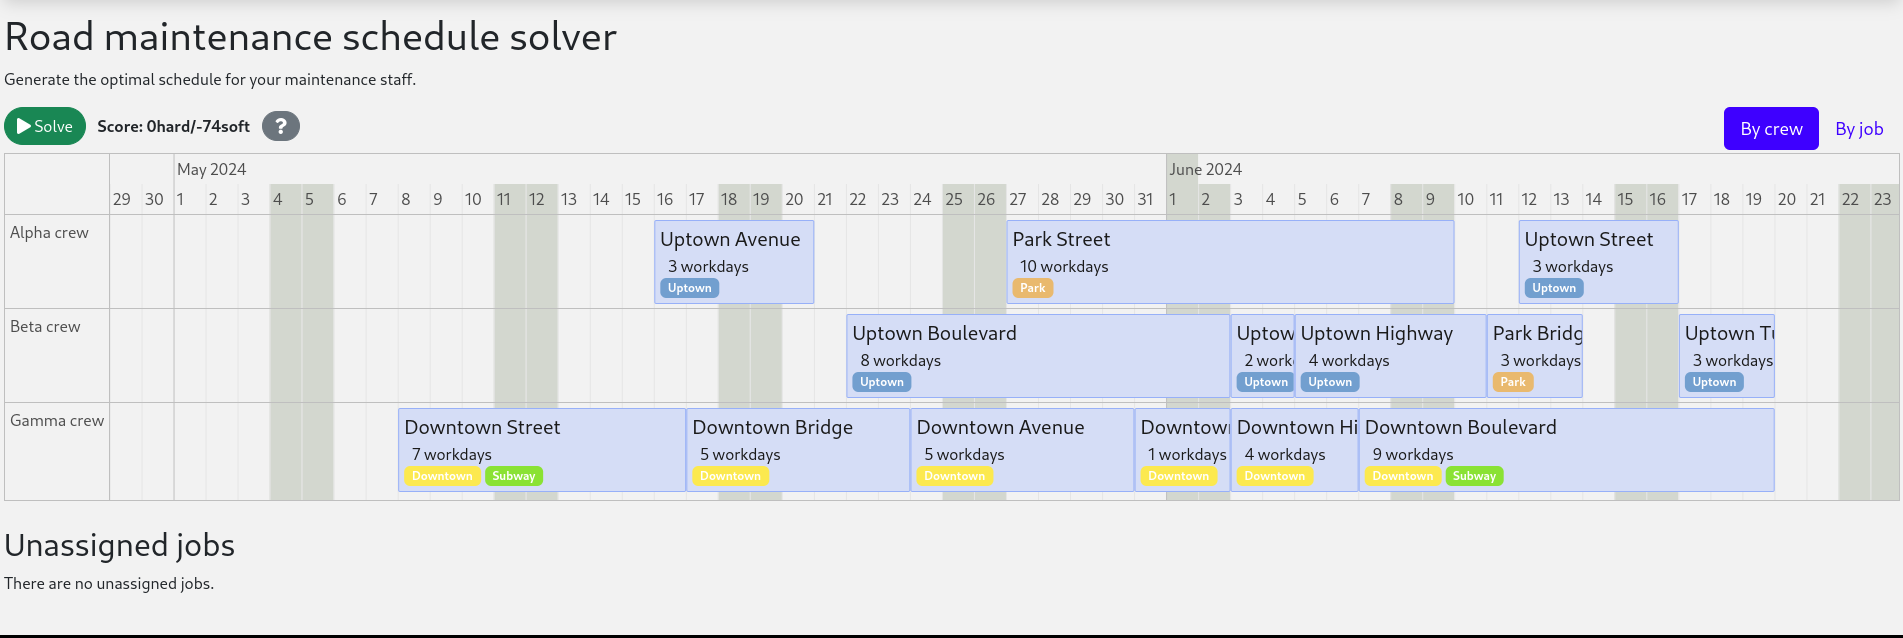 Road maintenance schedule solver
Generate the optimal schedule for your maintenance staff.
Solve Score: 0hard/-74soft ? By crew By job
May 2024 June 2024
29 30 1 2 3 4 5 6 7 8 9 10 11 12 13 14 15 16 17 18 19 20 21 22 23 24 25 26 27 28 29 30 31 1 2 3 4 5 6 7 8 9 10 11 12 13 14 15 16 17 18 19 20 21 22 23
Alpha crew
Uptown Avenue Park Street Uptown Street
3 workdays 10 workdays 3 workdays
Uptown Park Uptown
Beta crew
Uptown Boulevard Uptow Uptown Highway Park Bridg Uptown Tu
8 workdays 2 work 4 workdays 3 workdays 3 workdays
Uptown Uptown Uptown Park Uptown
Gamma crew
Downtown Street Downtown Bridge Downtown Avenue Downtow Downtown Hi Downtown Boulevard
7 workdays 5 workdays 5 workdays 1 workdays 4 workdays 9 workdays
Downtown Subway Downtown Downtown Downtown Downtown Downtown Subway
Unassigned jobs
There are no unassigned jobs.